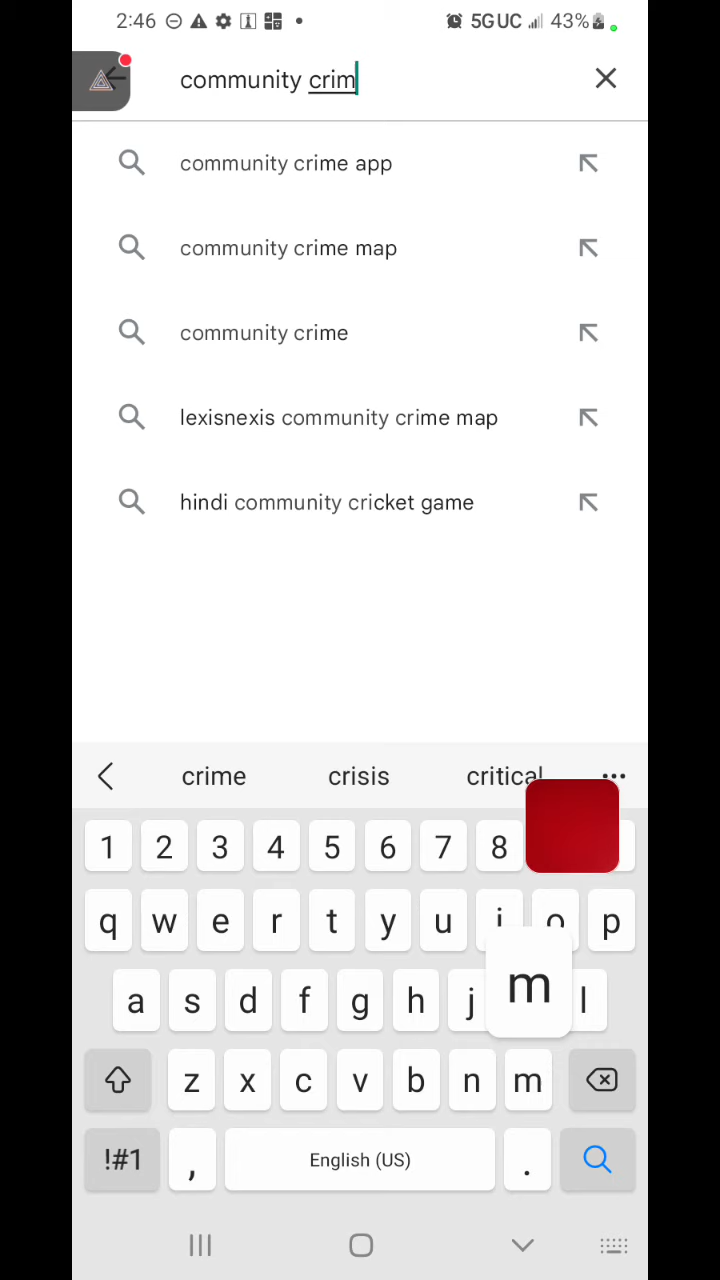 2:46 5GUC 43%
community crim
community crime app
community crime map
community crime
lexisnexis community crime map
hindi community cricket game
crime crisis critical ...
1 2 3 4 5 6 7 8
q w e r t y u i o p
m
a s d f g h j l
z x c v b n m
!#1 , English (US) .